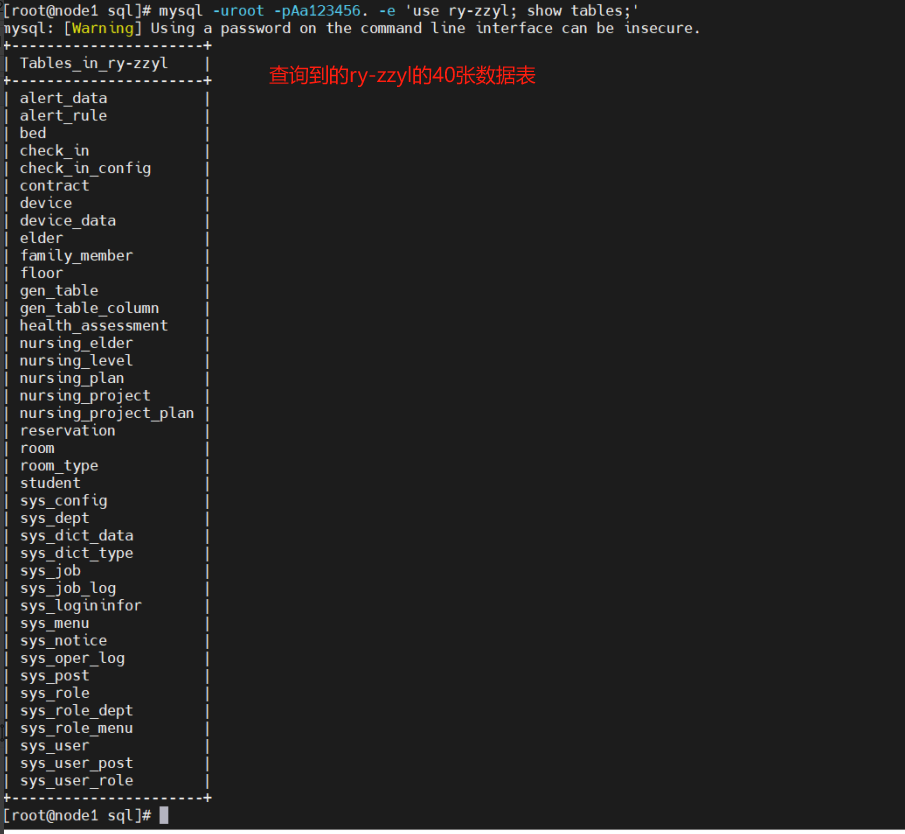 [root@node1 sql]# mysql -uroot -pAa123456. -e 'use ry-zzyl; show tables;'
mysql: [Warning] Using a password on the command line interface can be insecure.
+----------------------+
| Tables_in_ry-zzyl    |
查询到的ry-zzyl的40张数据表
+----------------------+
| alert_data           |
| alert_rule           |
| bed                  |
| check_in             |
| check_in_config      |
| contract             |
| device               |
| device_data          |
| elder                |
| family_member        |
| floor                |
| gen_table            |
| gen_table_column     |
| health_assessment    |
| nursing_elder        |
| nursing_level        |
| nursing_plan         |
| nursing_project      |
| nursing_project_plan |
| reservation          |
| room                 |
| room_type            |
| student              |
| sys_config           |
| sys_dept             |
| sys_dict_data        |
| sys_dict_type        |
| sys_job              |
| sys_job_log          |
| sys_logininfor       |
| sys_menu             |
| sys_notice           |
| sys_oper_log         |
| sys_post             |
| sys_role             |
| sys_role_dept        |
| sys_role_menu        |
| sys_user             |
| sys_user_post        |
| sys_user_role        |
+----------------------+
[root@node1 sql]#